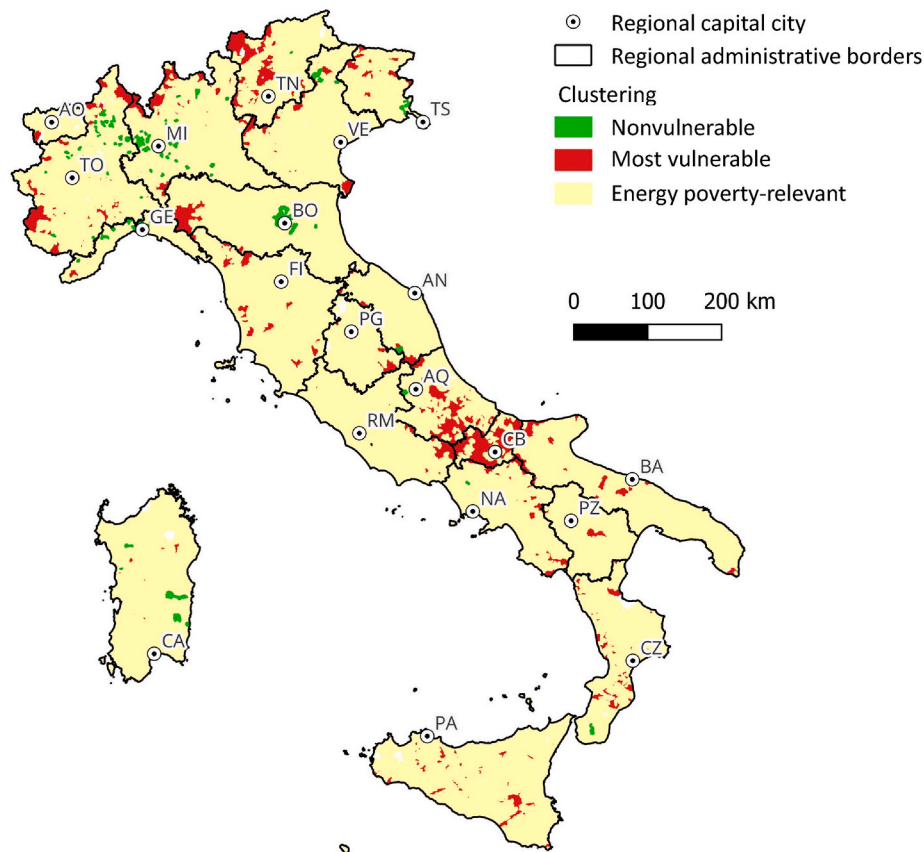 Regional capital city
Regional administrative borders
Clustering
Nonvulnerable
Most vulnerable
Energy poverty-relevant
TN
AO
TS
MI
VE
TO
GE
BO
FI
AN
0 100 200 km
PG
AQ
RM
CB
BA
NA
PZ
CA
CZ
PA